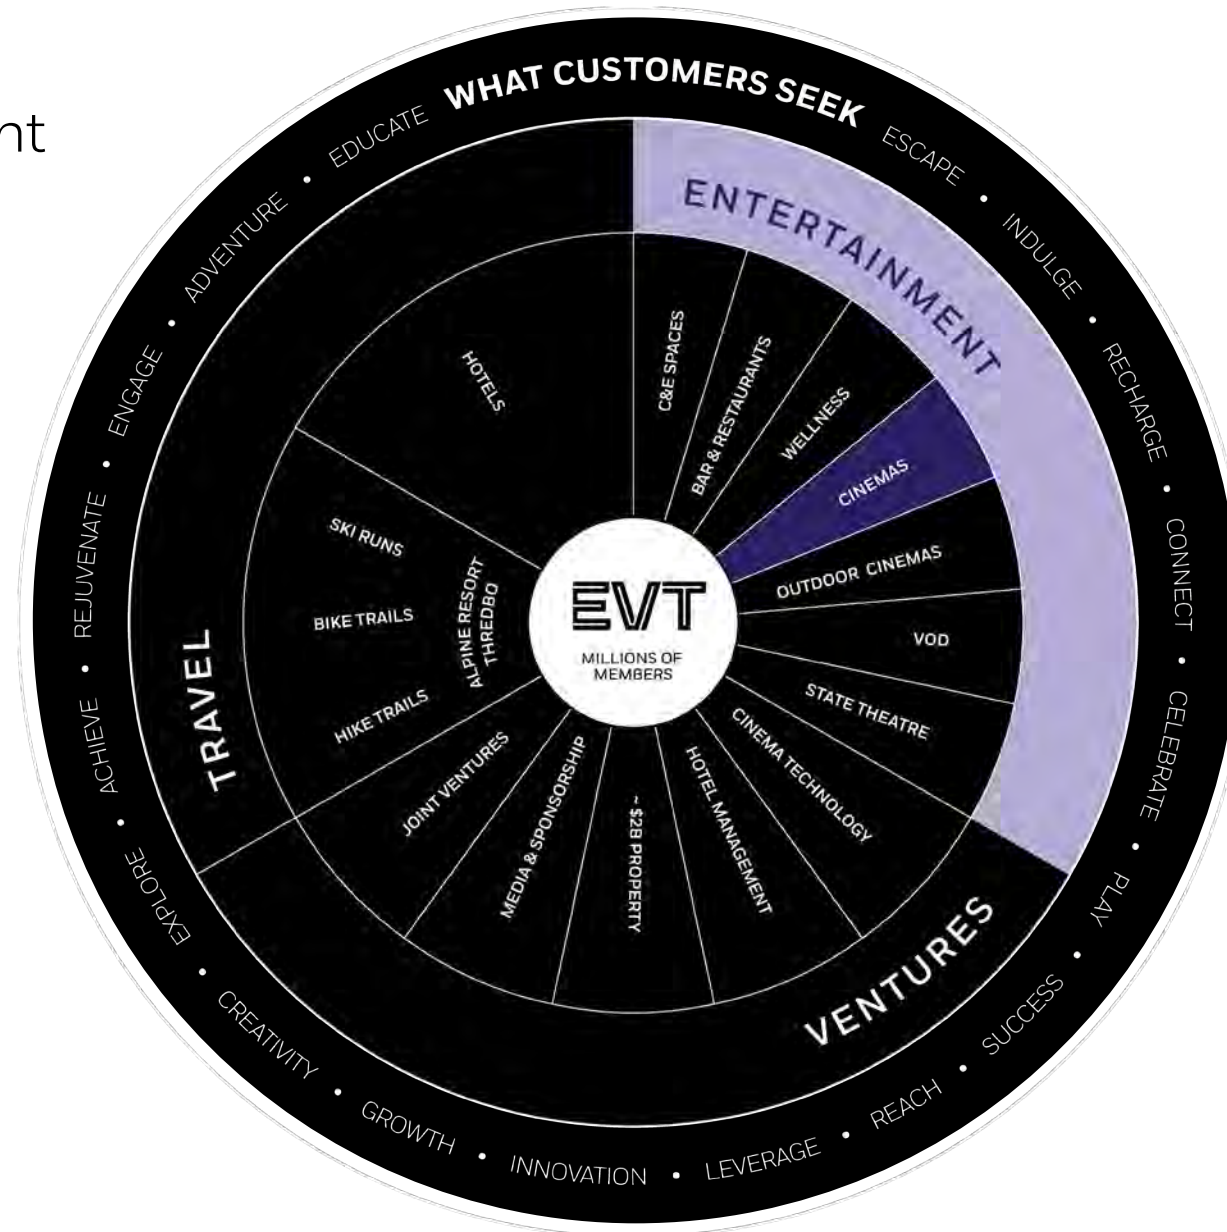 nt
WHAT CUSTOMERS SEEK
ESCAPE • INDULGE • RECHARGE • CONNECT • CELEBRATE • PLAY • SUCCESS • REACH • LEVERAGE • INNOVATION • GROWTH • CREATIVITY • EXPLORE • ACHIEVE • REJUVENATE • ENGAGE • ADVENTURE • EDUCATE
ENTERTAINMENT
C&E SPACES
BAR & RESTAURANTS
WELLNESS
CINEMAS
OUTDOOR CINEMAS
VOD
STATE THEATRE
VENTURES
CINEMA TECHNOLOGY
HOTEL MANAGEMENT
~ $2B PROPERTY
MEDIA & SPONSORSHIP
JOINT VENTURES
TRAVEL
ALPINE RESORT
THREDBO
HIKE TRAILS
BIKE TRAILS
SKI RUNS
HOTELS
EVT
MILLIONS OF
MEMBERS